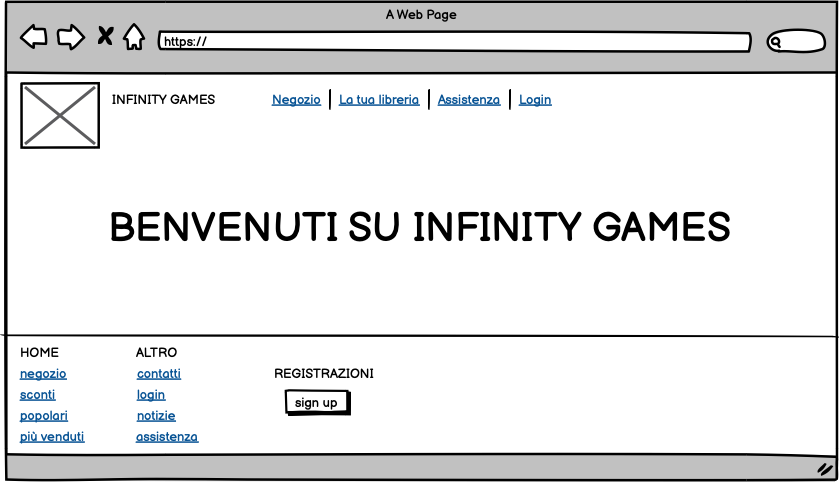 A Web Page
https://
INFINITY GAMES
Negozio
La tua libreria
Assistenza
Login
BENVENUTI SU INFINITY GAMES
HOME
negozio
sconti
popolari
più venduti
ALTRO
contatti
login
notizie
assistenza
REGISTRAZIONI
sign up